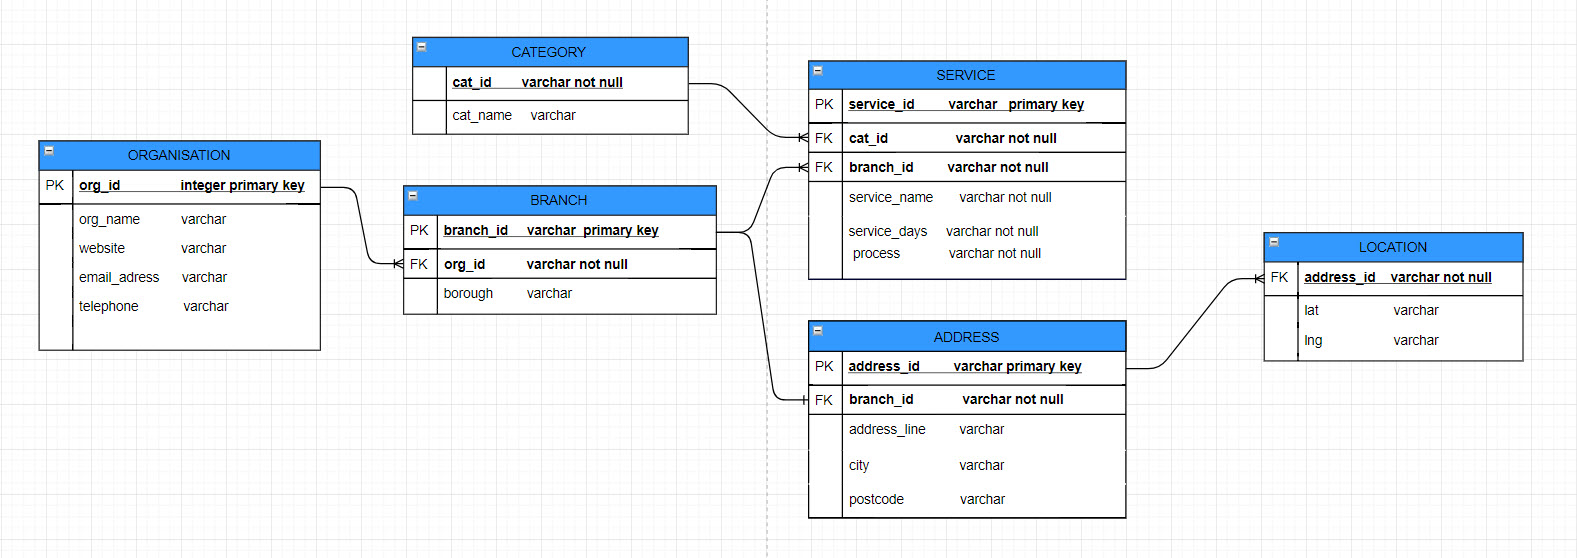 CATEGORY
cat_id varchar not null
cat_name varchar
ORGANISATION
PK org_id integer primary key
org_name varchar
website varchar
email_adress varchar
telephone varchar
BRANCH
PK branch_id varchar primary key
FK org_id varchar not null
borough varchar
SERVICE
PK service_id varchar primary key
FK cat_id varchar not null
FK branch_id varchar not null
service_name varchar not null
service_days varchar not null
process varchar not null
ADDRESS
PK address_id varchar primary key
FK branch_id varchar not null
address_line varchar
city varchar
postcode varchar
LOCATION
FK address_id varchar not null
lat varchar
lng varchar